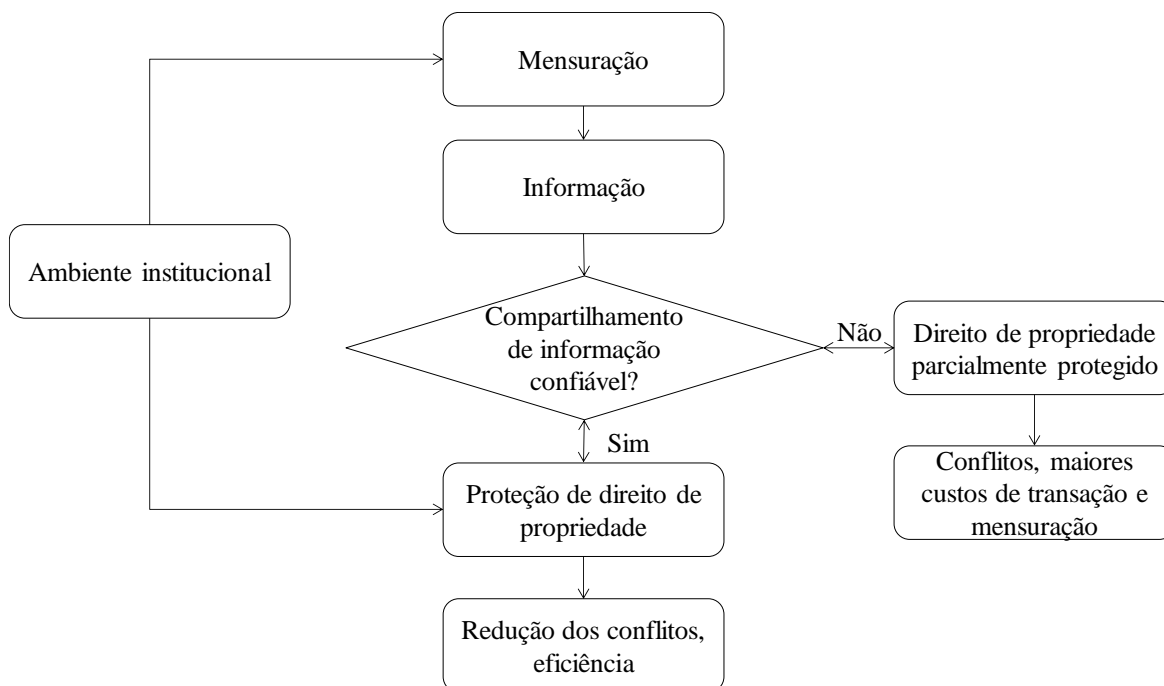 Mensuração
Informação
Ambiente institucional
Compartilhamento
de informação
confiável?
Não
Direito de propriedade
parcialmente protegido
Sim
Conflitos, maiores
custos de transação e
mensuração
Proteção de direito de
propriedade
Redução dos conflitos,
eficiência